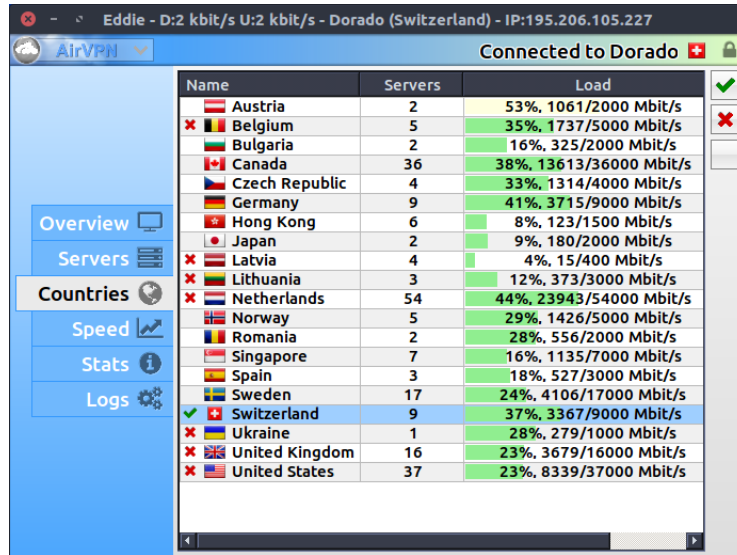 Eddie - D:2 kbit/s U:2 kbit/s - Dorado (Switzerland) - IP:195.206.105.227
AirVPN Connected to Dorado
Overview
Servers
Countries
Speed
Stats
Logs
Name Servers Load
Austria 2 53%, 1061/2000 Mbit/s
Belgium 5 35%, 1737/5000 Mbit/s
Bulgaria 2 16%, 325/2000 Mbit/s
Canada 36 38%, 13613/36000 Mbit/s
Czech Republic 4 33%, 1314/4000 Mbit/s
Germany 9 41%, 3715/9000 Mbit/s
Hong Kong 6 8%, 123/1500 Mbit/s
Japan 2 9%, 180/2000 Mbit/s
Latvia 4 4%, 15/400 Mbit/s
Lithuania 3 12%, 373/3000 Mbit/s
Netherlands 54 44%, 23943/54000 Mbit/s
Norway 5 29%, 1426/5000 Mbit/s
Romania 2 28%, 556/2000 Mbit/s
Singapore 7 16%, 1135/7000 Mbit/s
Spain 3 18%, 527/3000 Mbit/s
Sweden 17 24%, 4106/17000 Mbit/s
Switzerland 9 37%, 3367/9000 Mbit/s
Ukraine 1 28%, 279/1000 Mbit/s
United Kingdom 16 23%, 3679/16000 Mbit/s
United States 37 23%, 8339/37000 Mbit/s